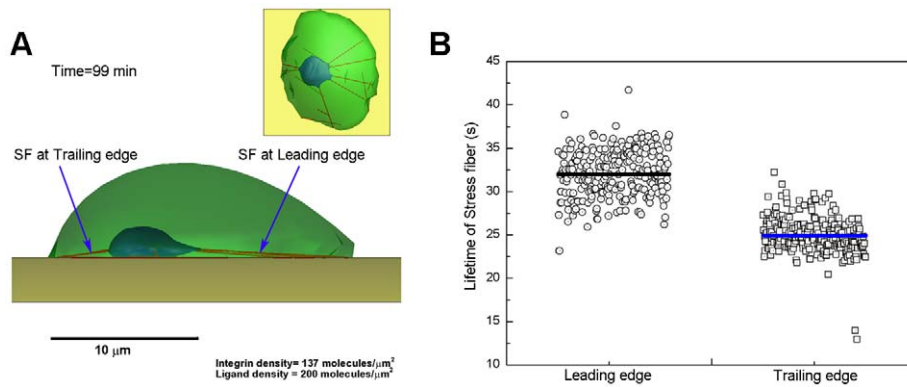 A
Time=99 min
SF at Trailing edge
SF at Leading edge
10 μm
Integrin density= 137 molecules/μm²
Ligand density = 200 molecules/μm²
B
Lifetime of Stress fiber (s)
45
40
35
30
25
20
15
10
Leading edge
Trailing edge